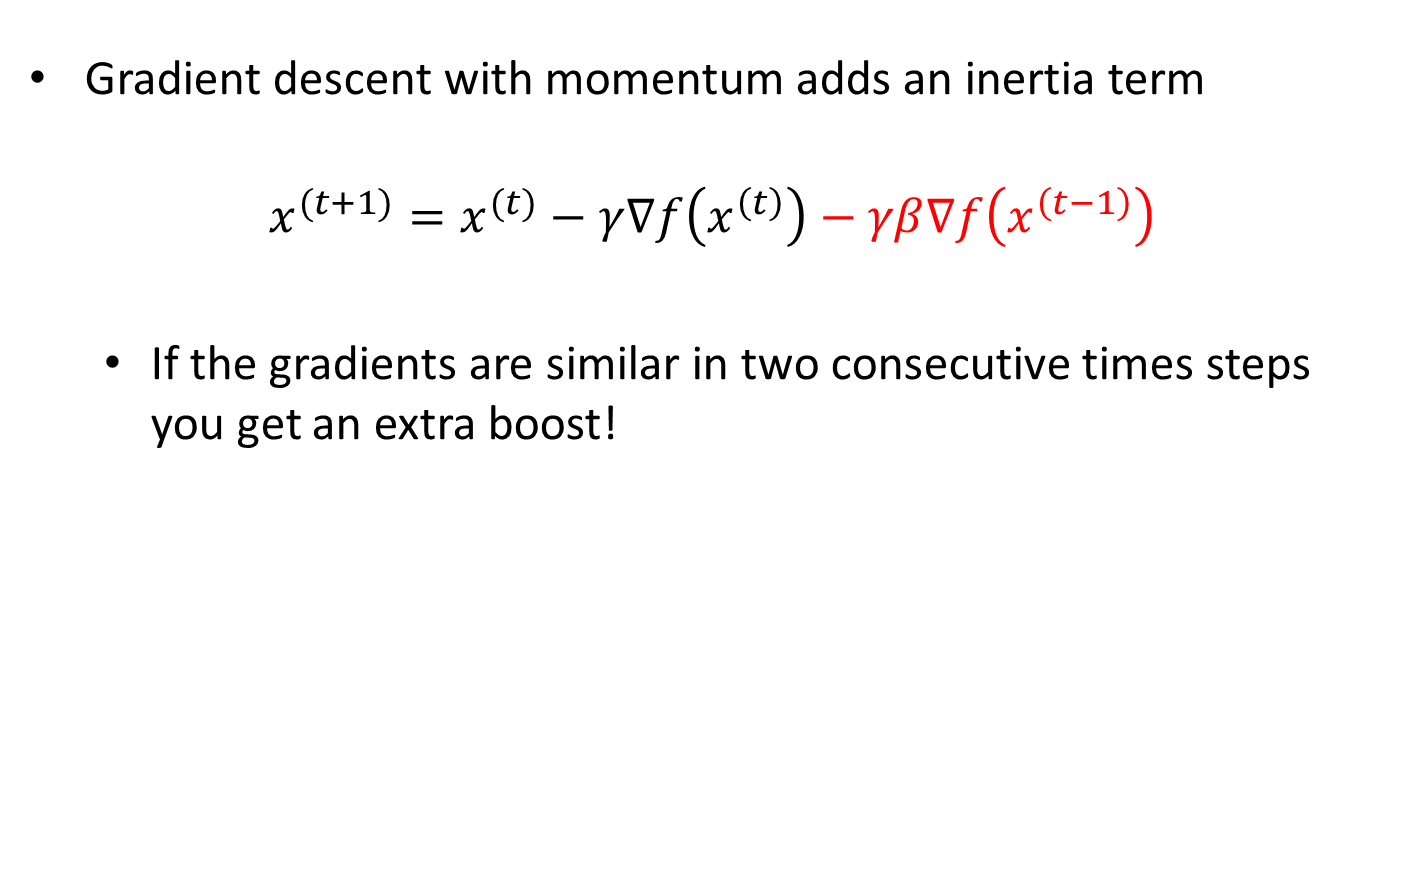 • Gradient descent with momentum adds an inertia term
x^(t+1) = x^(t) − γ∇f(x^(t)) − γβ∇f(x^(t−1))
• If the gradients are similar in two consecutive times steps
you get an extra boost!